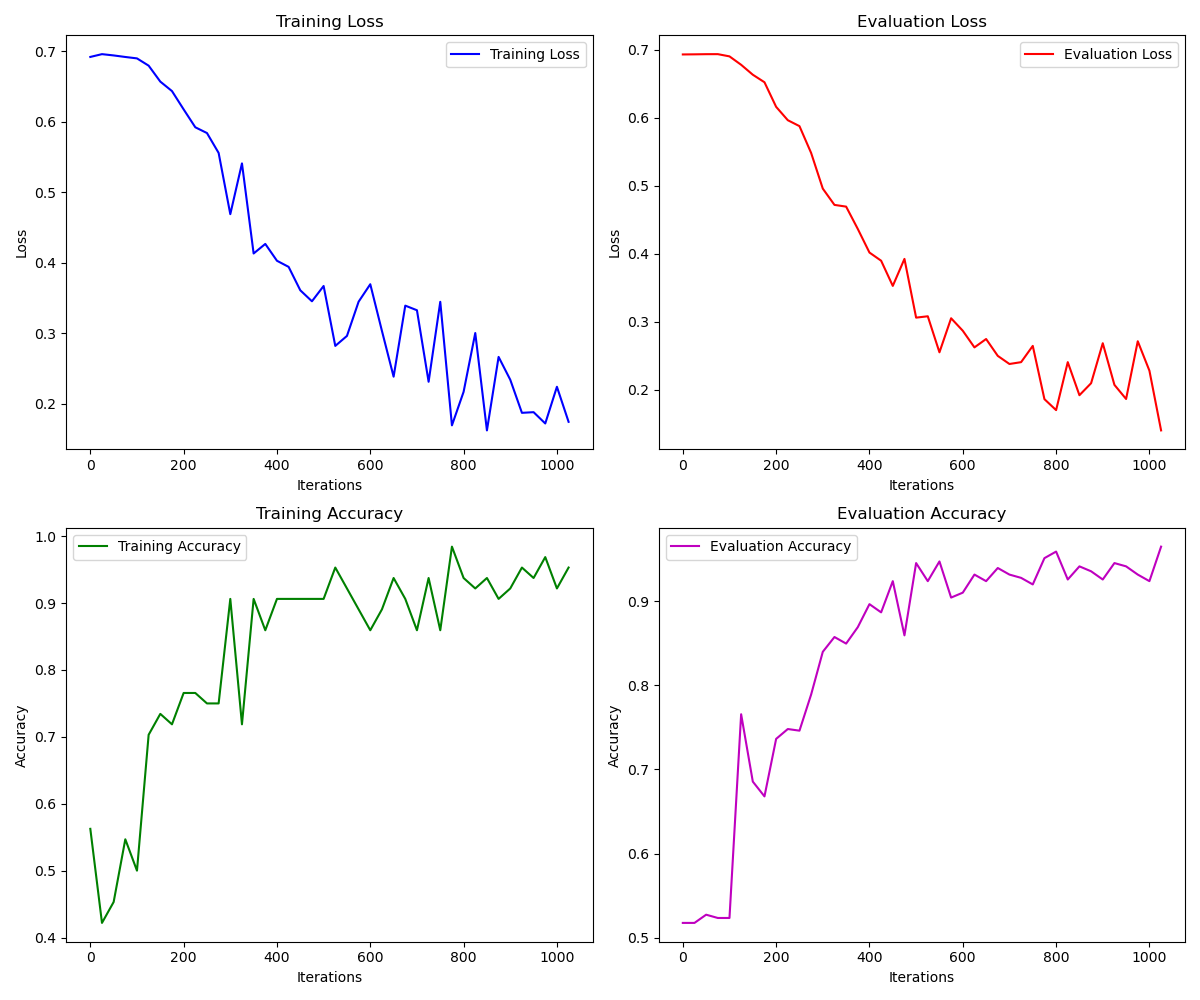 Training Loss
Training Loss
0.7
0.6
0.5
0.4
0.3
0.2
Loss
0 200 400 600 800 1000
Iterations
Evaluation Loss
Evaluation Loss
0.7
0.6
0.5
0.4
0.3
0.2
Loss
0 200 400 600 800 1000
Iterations
Training Accuracy
Training Accuracy
1.0
0.9
0.8
0.7
0.6
0.5
0.4
Accuracy
0 200 400 600 800 1000
Iterations
Evaluation Accuracy
Evaluation Accuracy
0.9
0.8
0.7
0.6
0.5
Accuracy
0 200 400 600 800 1000
Iterations